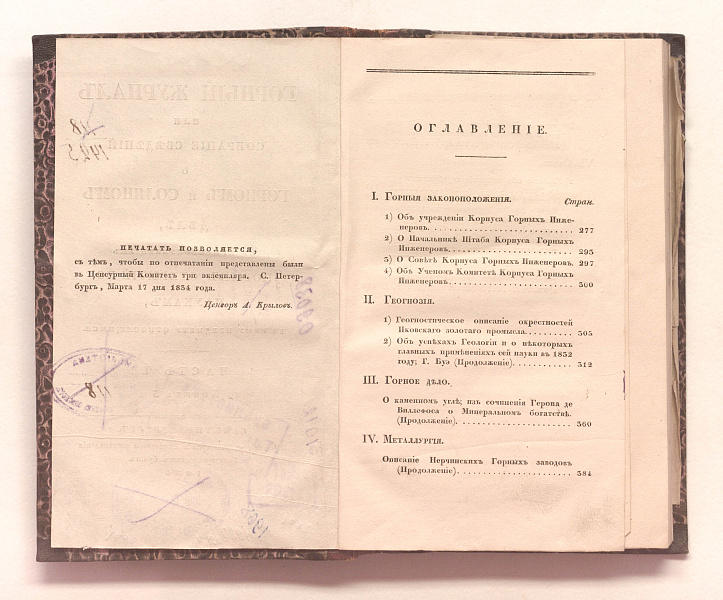 ПЕЧАТАТЬ ПОЗВОЛЯЕТСЯ,
съ тѣмъ, чтобы по отпечатаніи представлены были
въ Ценсурный Комитетъ три экземпляра. С. Петер-
бургъ, Марта 17 дня 1834 года.
Ценсоръ А. Крыловъ.
ОГЛАВЛЕНІЕ.
I. Горныя законоположенія. Стран.
1) Объ учрежденіи Корпуса Горныхъ Инже-
неровъ. 277
2) О Начальникѣ Штаба Корпуса Горныхъ
Инженеровъ. 295
3) О Совѣтѣ Корпуса Горныхъ Инженеровъ. 297
4) Объ Ученомъ Комитетѣ Корпуса Горныхъ
Инженеровъ. 300
II. Геогнозія.
1) Геогностическое описаніе окрестностей
Иковскаго золотаго промысла. 305
2) Объ успѣхахъ Геологіи и о нѣкоторыхъ
главныхъ примѣненіяхъ сей науки въ 1832
году; Г. Буэ (Продолженіе). 312
III. Горное дѣло.
О каменномъ углѣ; изъ сочиненія Герона де
Виллефоса о Минеральномъ богатствѣ.
(Продолженіе). 360
IV. Металлургія.
Описаніе Нерчинскихъ Горныхъ заводовъ
(Продолженіе). 384